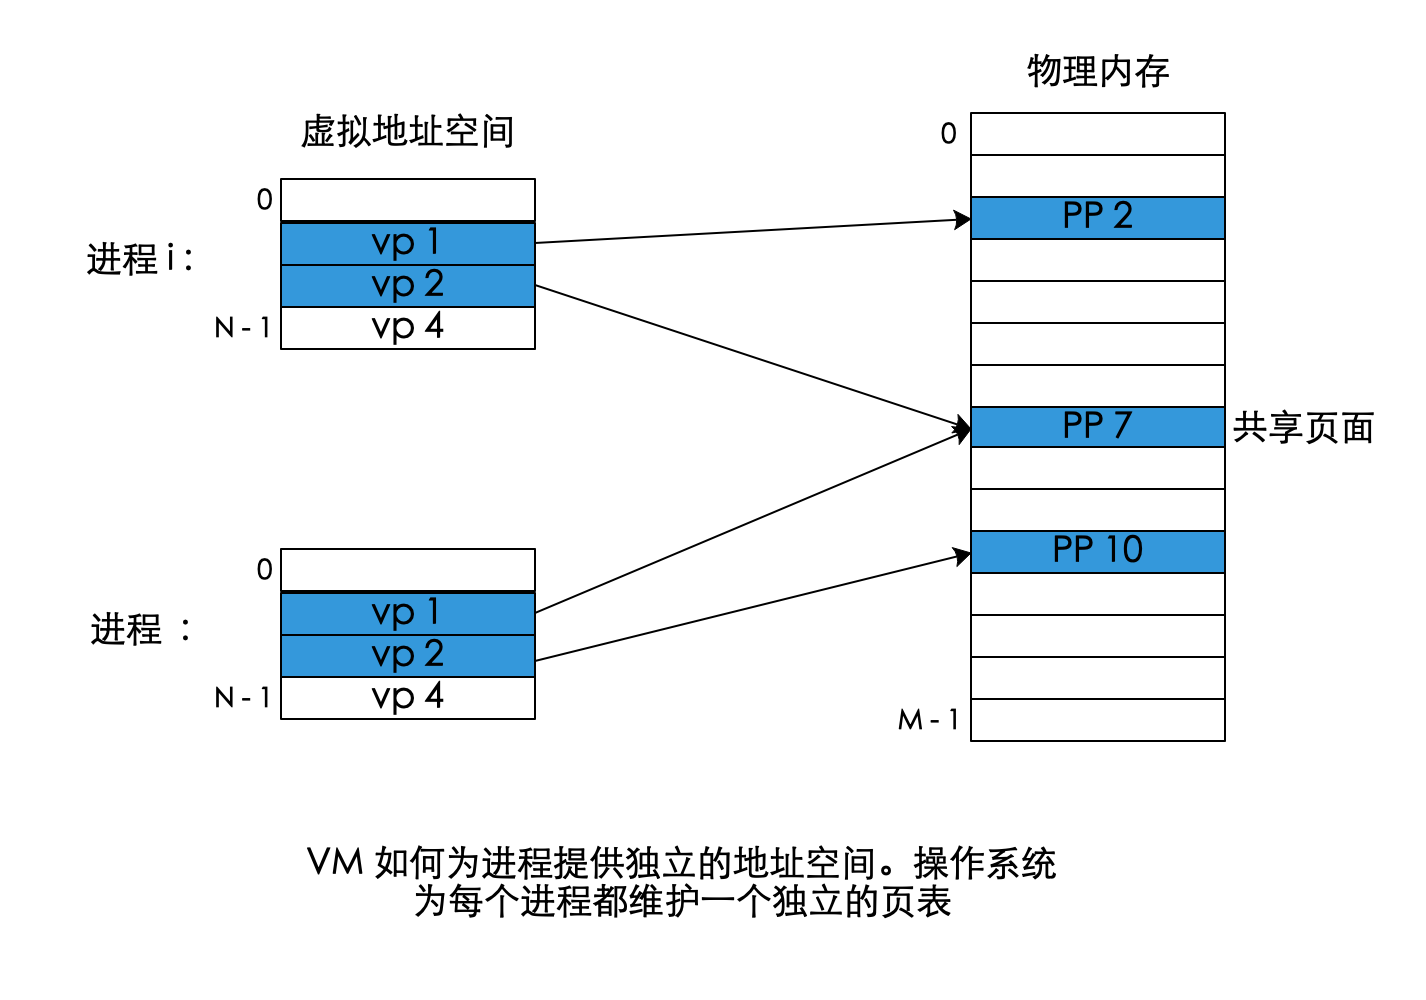 物理内存
虚拟地址空间
0
进程 i：
vp 1
vp 2
N - 1
vp 4
0
PP 2
PP 7
共享页面
PP 10
M - 1
0
进程 ：
vp 1
vp 2
N - 1
vp 4
VM 如何为进程提供独立的地址空间。操作系统
为每个进程都维护一个独立的页表